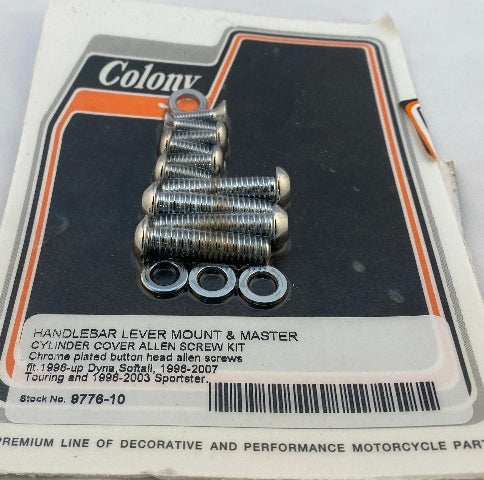 Colony
HANDLEBAR LEVER MOUNT & MASTER
CYLINDER COVER ALLEN SCREW KIT
Chrome plated button head allen screws
fit 1996-up Dyna, Softail, 1996-2007
Touring and 1996-2003 Sportster.
Stock No. 9776-10
PREMIUM LINE OF DECORATIVE AND PERFORMANCE MOTORCYCLE PART